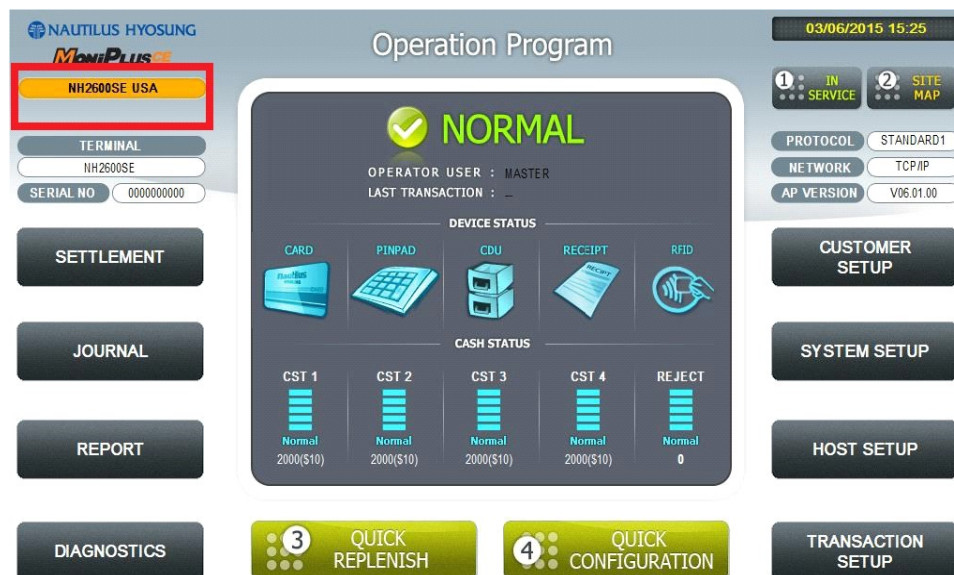 NAUTILUS HYOSUNG
MoniPlusCE
NH2600SE USA
Operation Program
03/06/2015 15:25
1 IN SERVICE
2 SITE MAP
TERMINAL
NH2600SE
SERIAL NO 0000000000
PROTOCOL STANDARD1
NETWORK TCP/IP
AP VERSION V06.01.00
NORMAL
OPERATOR USER : MASTER
LAST TRANSACTION : _
DEVICE STATUS
CARD PINPAD CDU RECEIPT RFID
Nautilus
RECIPT
CASH STATUS
CST 1 CST 2 CST 3 CST 4 REJECT
Normal Normal Normal Normal Normal
2000($10) 2000($10) 2000($10) 2000($10) 0
SETTLEMENT
JOURNAL
REPORT
DIAGNOSTICS
CUSTOMER
SETUP
SYSTEM SETUP
HOST SETUP
TRANSACTION
SETUP
3 QUICK
REPLENISH
4 QUICK
CONFIGURATION